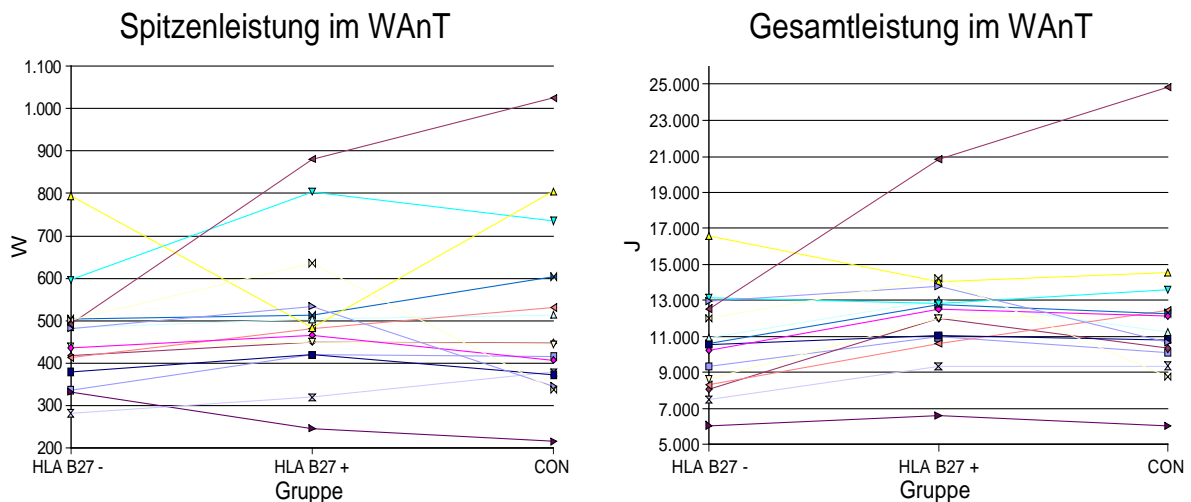 Spitzenleistung im WAnT
1.100
1.000
900
800
700
600
500
400
300
200
W
HLA B27 -
HLA B27 +
CON
Gruppe
Gesamtleistung im WAnT
25.000
23.000
21.000
19.000
17.000
15.000
13.000
11.000
9.000
7.000
5.000
J
HLA B27 -
HLA B27 +
CON
Gruppe